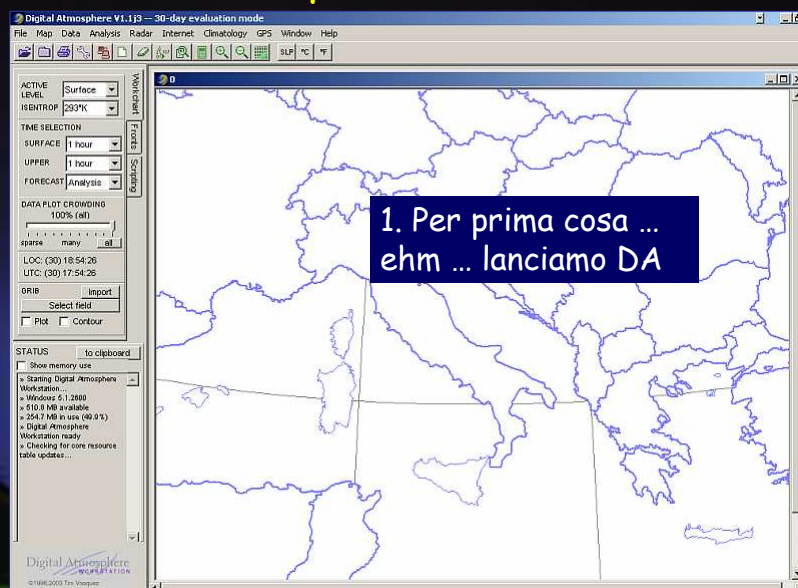 Digital Atmosphere V1.1j3 -- 30-day evaluation mode
File Map Data Analysis Radar Internet Climatology GPS Window Help
SLP °C °F
D
ACTIVE LEVEL Surface
ISENTROP 293°K
TIME SELECTION
SURFACE 1 hour
UPPER 1 hour
FORECAST Analysis
DATA PLOT CROWDING
100% (all)
sparse many all
LOC: (30) 18:54:26
UTC: (30) 17:54:26
GRIB Import
Select field
Plot Contour
Workchart
Fronts
Scripting
STATUS to clipboard
Show memory use
» Starting Digital Atmosphere
Workstation...
» Windows 5.1.2600
» 510.8 MB available
» 254.7 MB in use (49.9%)
» Digital Atmosphere
Workstation ready
» Checking for core resource
table updates...
Digital Atmosphere
WORKSTATION
©1996,2003 Tim Vasquez
1. Per prima cosa ...
ehm ... lanciamo DA